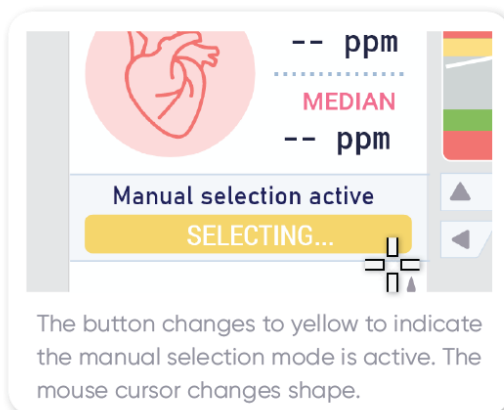 -- ppm
MEDIAN
-- ppm
Manual selection active
SELECTING...
The button changes to yellow to indicate
the manual selection mode is active. The
mouse cursor changes shape.